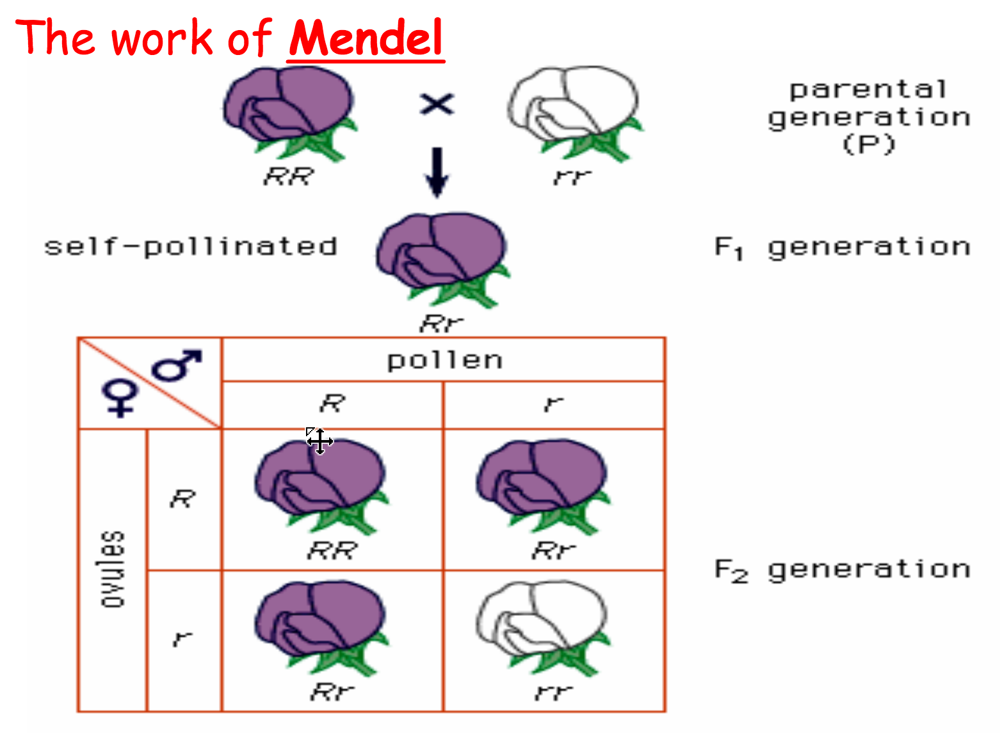 The work of Mendel
parental
generation
(P)
RR
rr
self-pollinated
F₁ generation
Rr
pollen
R
r
R
RR
Rr
ovules
F₂ generation
r
Rr
rr